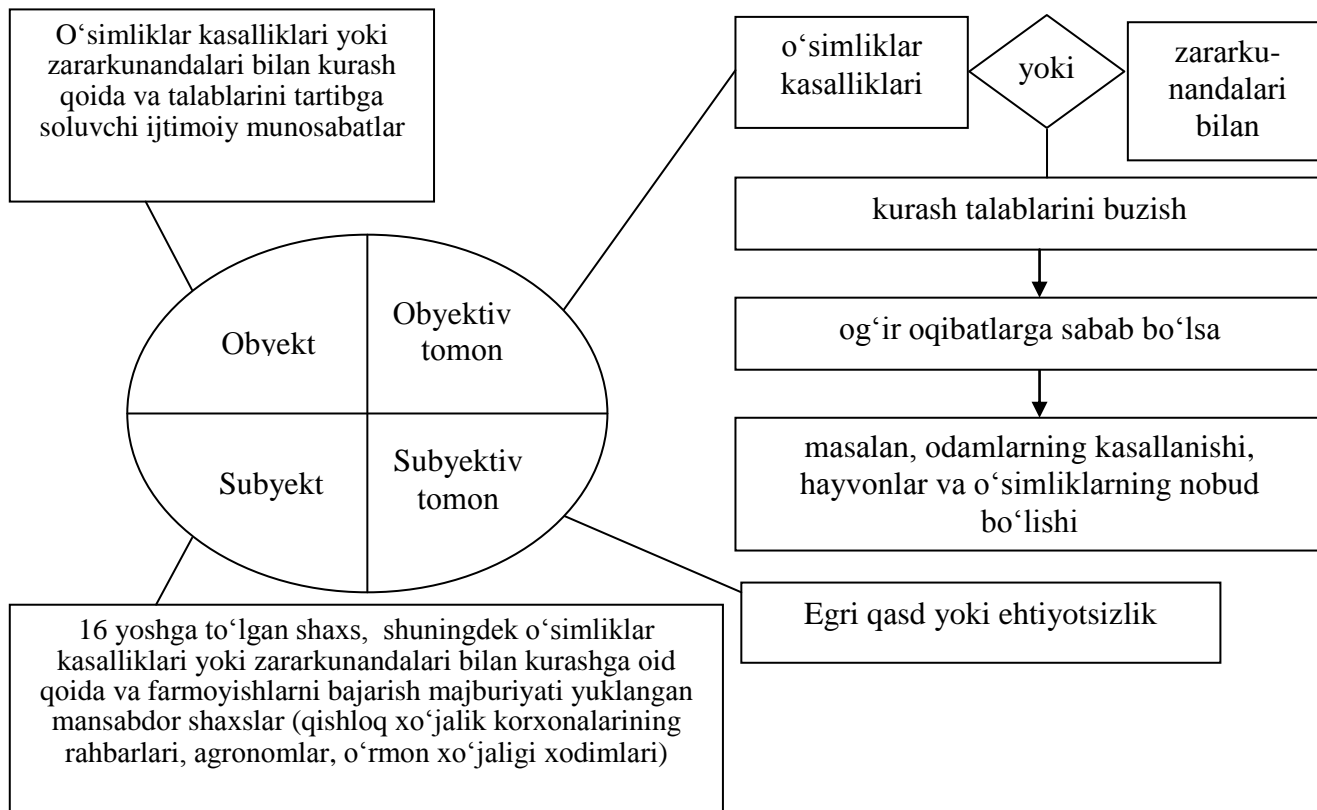 O‘simliklar kasalliklari yoki
zararkunandalari bilan kurash
qoida va talablarini tartibga
soluvchi ijtimoiy munosabatlar
o‘simliklar
kasalliklari
yoki
zararku-
nandalari
bilan
kurash talablarini buzish
og‘ir oqibatlarga sabab bo‘lsa
masalan, odamlarning kasallanishi,
hayvonlar va o‘simliklarning nobud
bo‘lishi
Obyekt
Obyektiv
tomon
Subyekt
Subyektiv
tomon
Egri qasd yoki ehtiyotsizlik
16 yoshga to‘lgan shaxs, shuningdek o‘simliklar
kasalliklari yoki zararkunandalari bilan kurashga oid
qoida va farmoyishlarni bajarish majburiyati yuklangan
mansabdor shaxslar (qishloq xo‘jalik korxonalarining
rahbarlari, agronomlar, o‘rmon xo‘jaligi xodimlari)